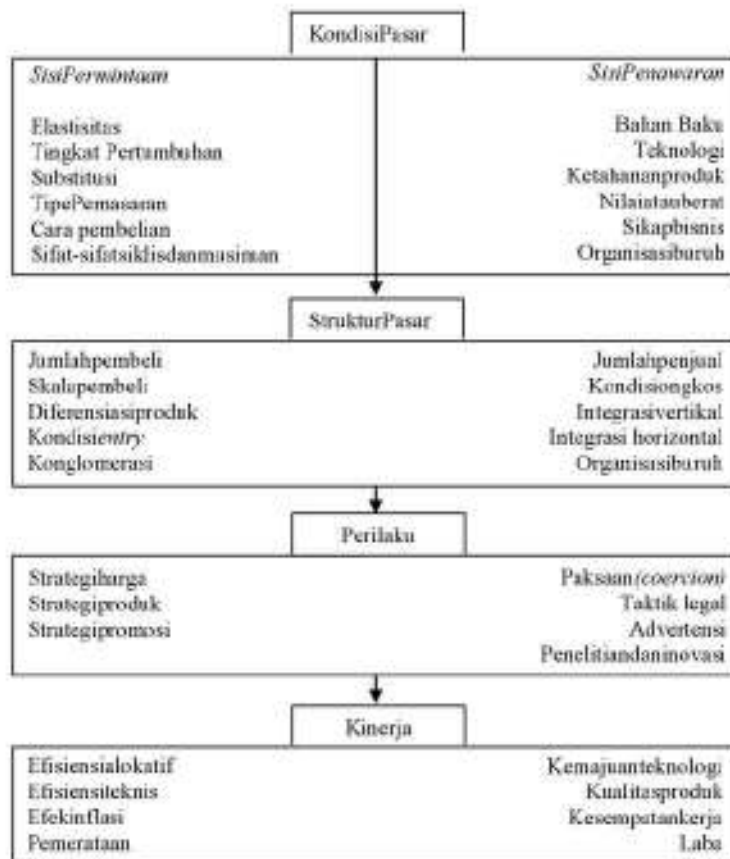 KondisiPasar
SisiPermintaan
SisiPenawaran
Elastisitas
Bahan Baku
Tingkat Pertumbuhan
Teknologi
Substitusi
Ketahananproduk
TipePemasaran
Nilaiatauberat
Cara pembelian
Sikapbisnis
Sifat-sifatsiklisdanmusiman
Organisasiburuh
StrukturPasar
Jumlahpembeli
Jumlahpenjual
Skalapembeli
Kondisiongkos
Diferensiasiproduk
Integrasivertikal
Kondisientry
Integrasi horizontal
Konglomerasi
Organisasiburuh
Perilaku
Strategiharga
Paksaan(coercion)
Strategiproduk
Taktik legal
Strategipromosi
Advertensi
Penelitiandaninovasi
Kinerja
Efisiensialokatif
Kemajuanteknologi
Efisiensiteknis
Kualitasproduk
Efekinflasi
Kesempatankerja
Pemerataan
Laba